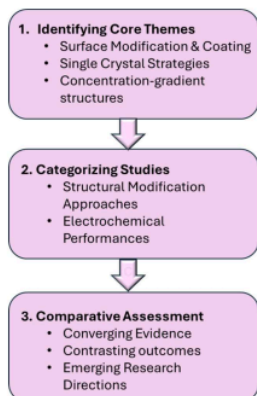 1. Identifying Core Themes
• Surface Modification & Coating
• Single Crystal Strategies
• Concentration-gradient
structures
2. Categorizing Studies
• Structural Modification
Approaches
• Electrochemical
Performances
3. Comparative Assessment
• Converging Evidence
• Contrasting outcomes
• Emerging Research
Directions